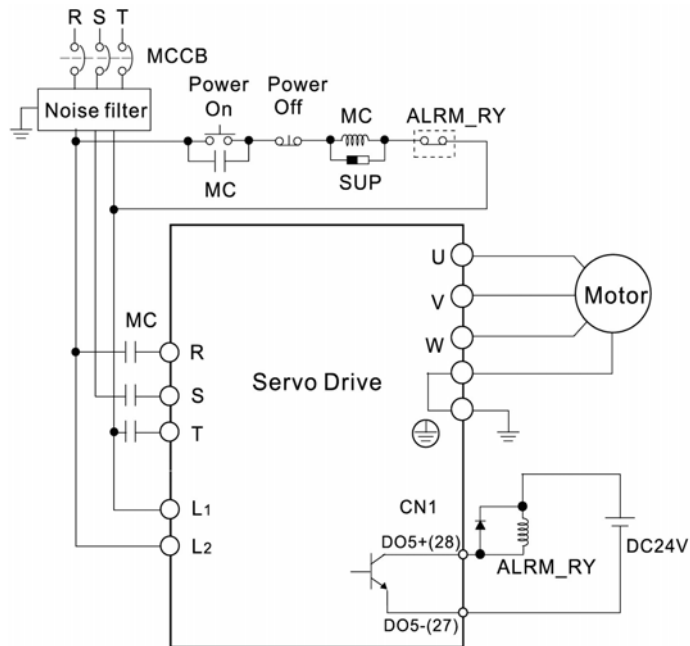 R S T
MCCB
Noise filter
Power
On
Power
Off
MC
ALRM_RY
MC
SUP
U
V
W
Motor
MC
R
S
T
Servo Drive
L1
L2
CN1
DO5+(28)
DO5-(27)
ALRM_RY
DC24V